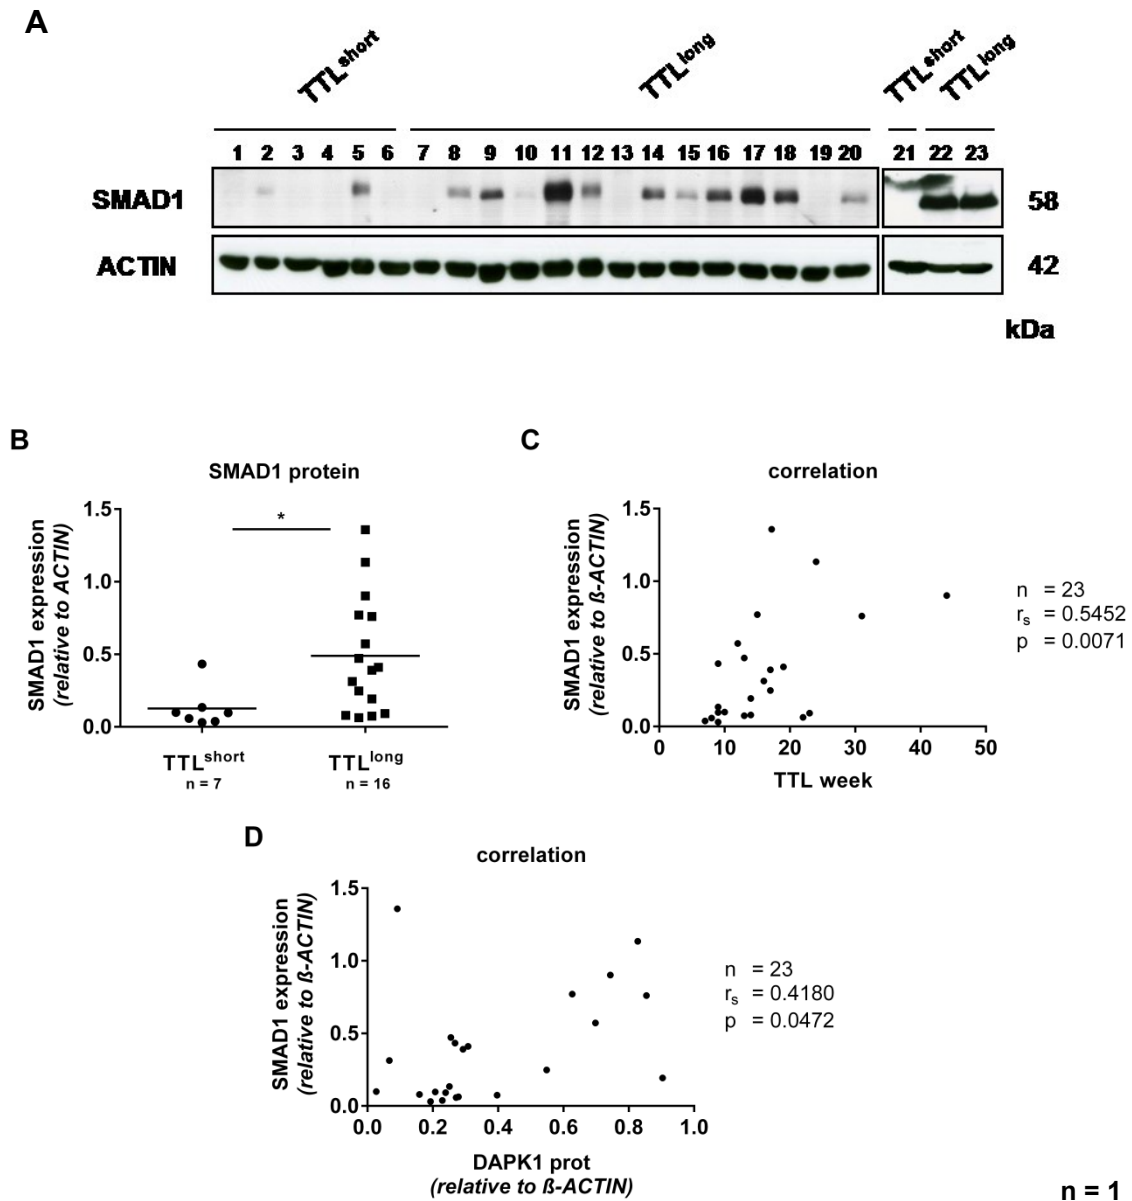 A
TTLshort
TTLlong
TTLshort
TTLlong
1 2 3 4 5 6 7 8 9 10 11 12 13 14 15 16 17 18 19 20 21 22 23
SMAD1
58
ACTIN
42
kDa
B
SMAD1 protein
SMAD1 expression
(relative to ACTIN)
1.5
1.0
0.5
0.0
*
TTLshort
n = 7
TTLlong
n = 16
C
correlation
SMAD1 expression
(relative to ß-ACTIN)
1.5
1.0
0.5
0.0
0 10 20 30 40 50
TTL week
n = 23
rs = 0.5452
p = 0.0071
D
correlation
SMAD1 expression
(relative to ß-ACTIN)
1.5
1.0
0.5
0.0
0.0 0.2 0.4 0.6 0.8 1.0
DAPK1 prot
(relative to ß-ACTIN)
n = 23
rs = 0.4180
p = 0.0472
n = 1